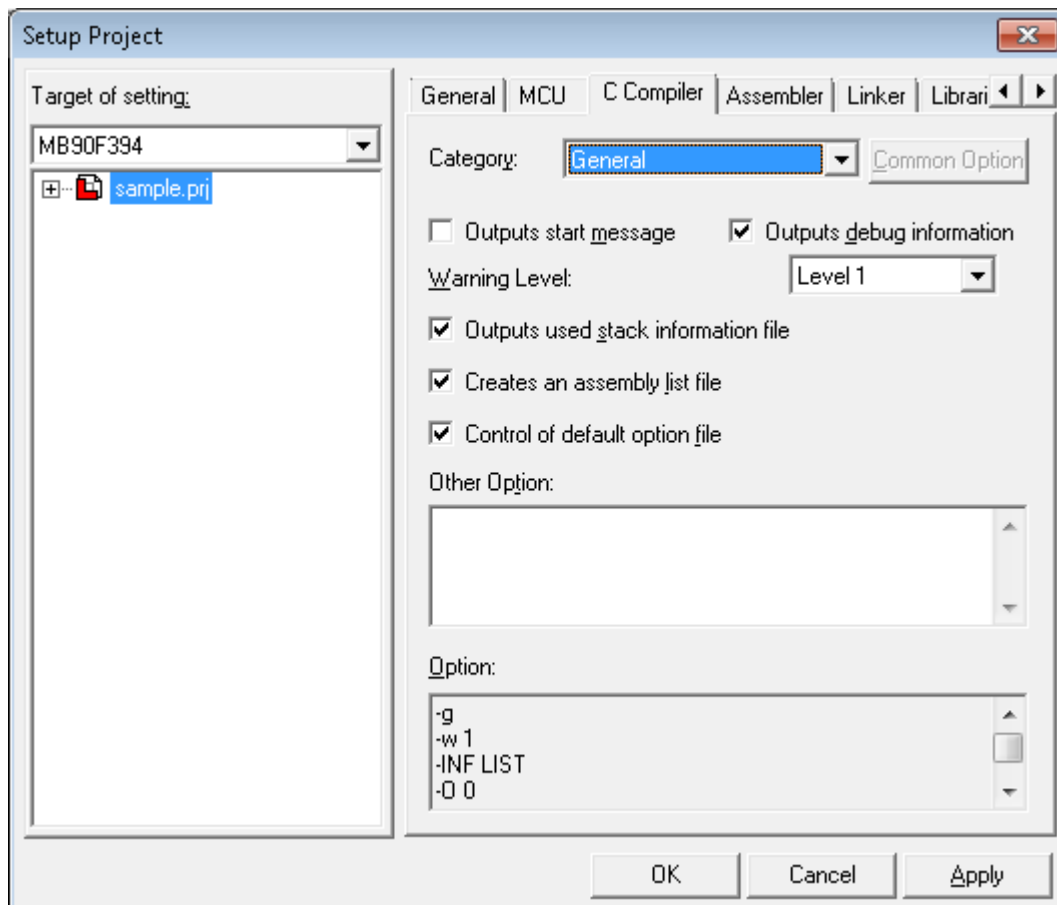 Setup Project
Target of setting:
MB90F394
sample.prj
General MCU C Compiler Assembler Linker Librari
Category: General Common Option
Outputs start message Outputs debug information
Warning Level: Level 1
Outputs used stack information file
Creates an assembly list file
Control of default option file
Other Option:
Option:
-g
-w 1
-INF LIST
-O 0
OK Cancel Apply